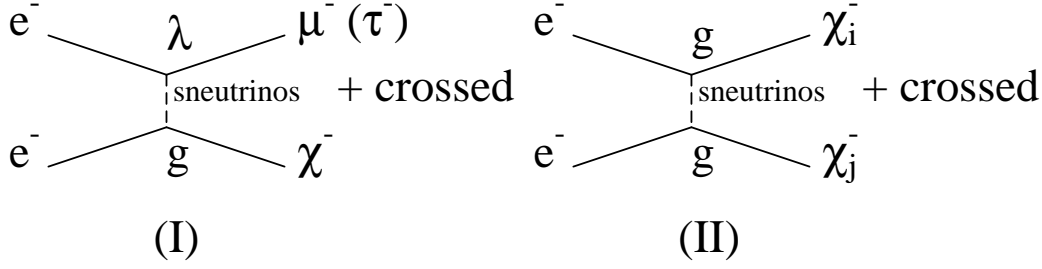 e⁻ λ μ⁻ (τ⁻) e⁻ g χᵢ⁻
sneutrinos + crossed sneutrinos + crossed
e⁻ g χ⁻ e⁻ g χⱼ⁻
(I) (II)